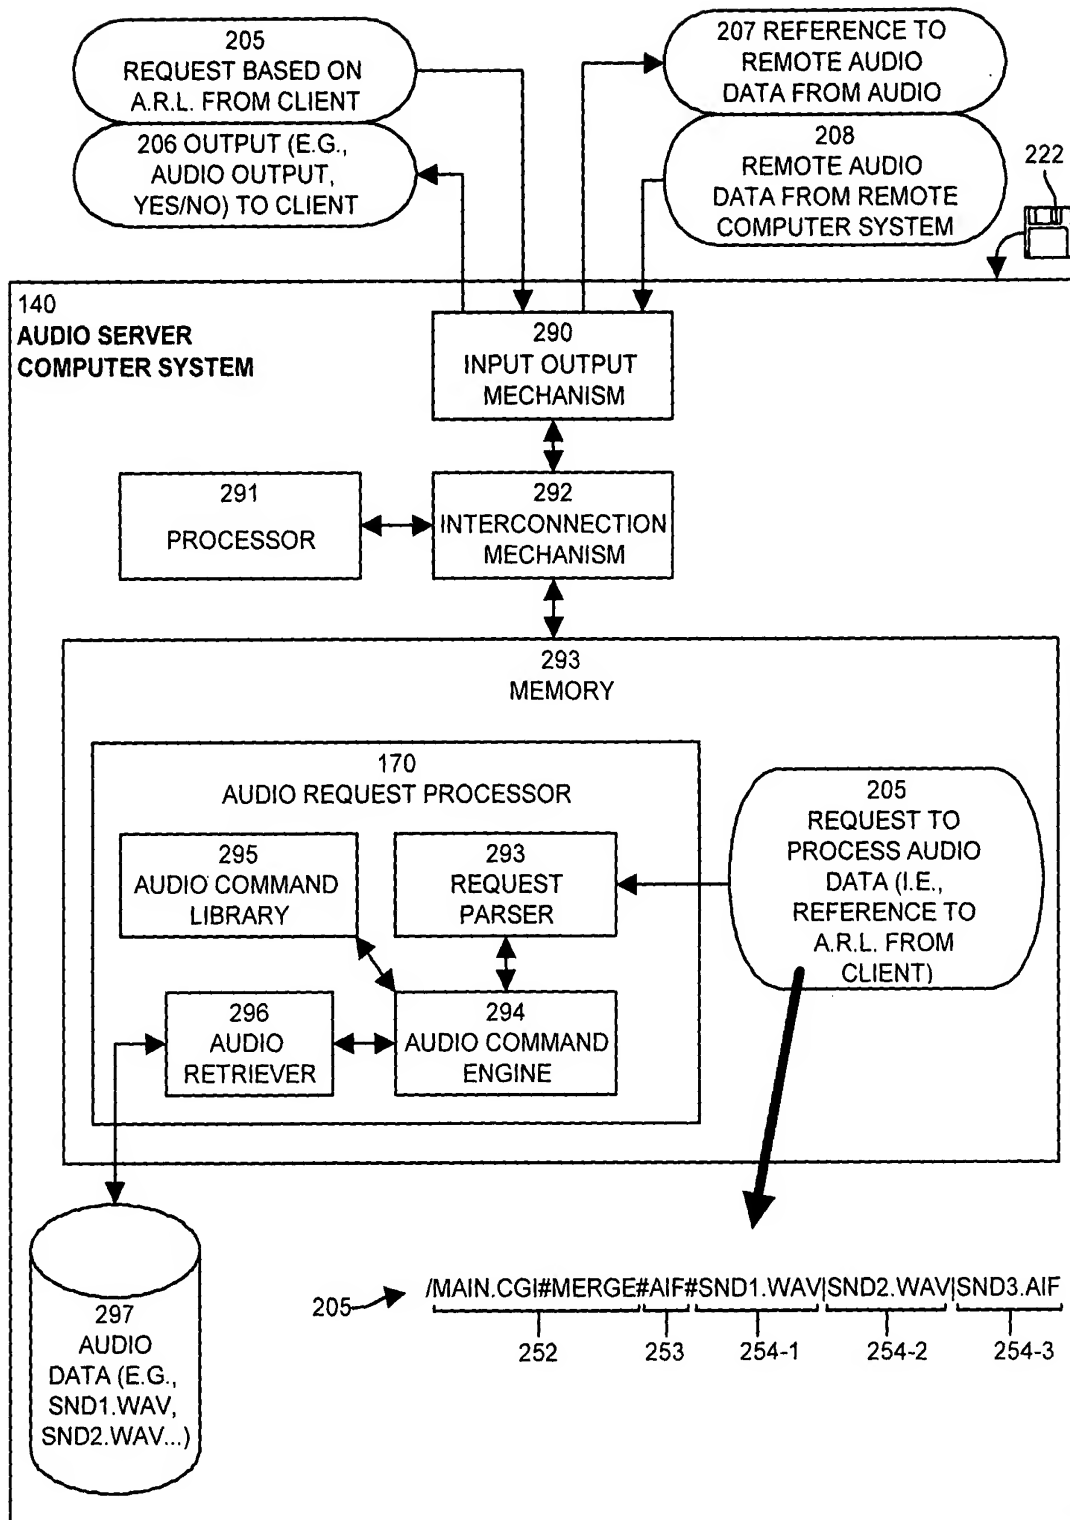 205
REQUEST BASED ON
A.R.L. FROM CLIENT
206 OUTPUT (E.G.,
AUDIO OUTPUT,
YES/NO) TO CLIENT
207 REFERENCE TO
REMOTE AUDIO
DATA FROM AUDIO
208
REMOTE AUDIO
DATA FROM REMOTE
COMPUTER SYSTEM
222
140
AUDIO SERVER
COMPUTER SYSTEM
290
INPUT OUTPUT
MECHANISM
291
PROCESSOR
292
INTERCONNECTION
MECHANISM
293
MEMORY
170
AUDIO REQUEST PROCESSOR
295
AUDIO COMMAND
LIBRARY
293
REQUEST
PARSER
205
REQUEST TO
PROCESS AUDIO
DATA (I.E.,
REFERENCE TO
A.R.L. FROM
CLIENT)
296
AUDIO
RETRIEVER
294
AUDIO COMMAND
ENGINE
297
AUDIO
DATA (E.G.,
SND1.WAV,
SND2.WAV...)
205
/MAIN.CGI#MERGE#AIF#SND1.WAV|SND2.WAV|SND3.AIF
252 253 254-1 254-2 254-3